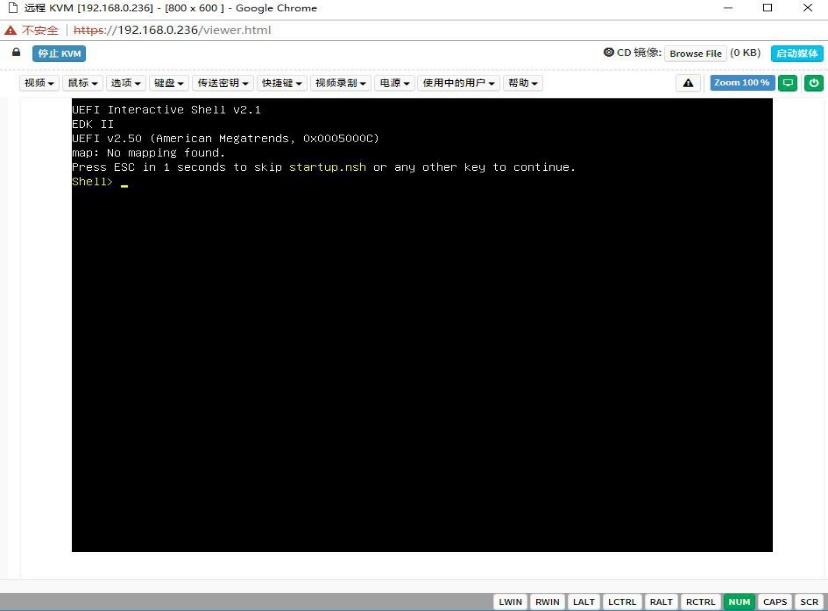 远程 KVM [192.168.0.236] - [800 x 600 ] - Google Chrome
不安全 | https://192.168.0.236/viewer.html
停止 KVM CD 镜像: Browse File (0 KB) 启动媒体
视频 鼠标 选项 键盘 传送密钥 快捷键 视频录制 电源 使用中的用户 帮助 Zoom 100 %
UEFI Interactive Shell v2.1
EDK II
UEFI v2.50 (American Megatrends, 0x0005000C)
map: No mapping found.
Press ESC in 1 seconds to skip startup.nsh or any other key to continue.
Shell> _
LWIN RWIN LALT LCTRL RALT RCTRL NUM CAPS SCR